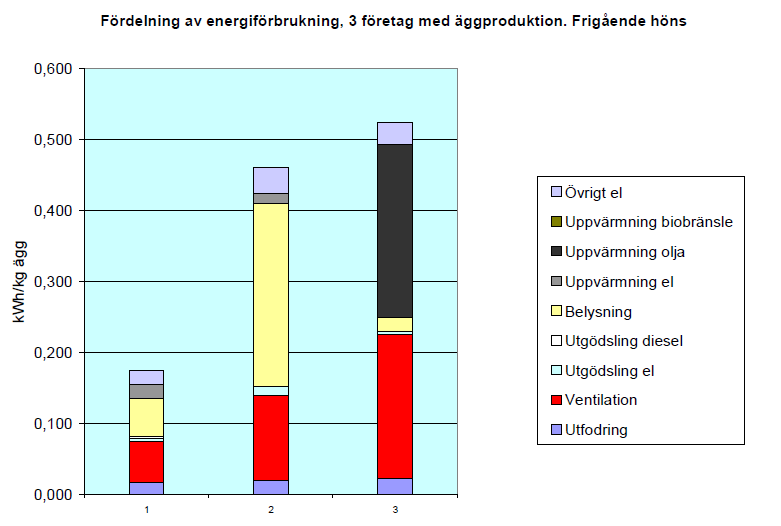 Fördelning av energiförbrukning, 3 företag med äggproduktion. Frigående höns
0,600
0,500
0,400
0,300
0,200
0,100
0,000
kWh/kg ägg
1
2
3
Övrigt el
Uppvärmning biobränsle
Uppvärmning olja
Uppvärmning el
Belysning
Utgödsling diesel
Utgödsling el
Ventilation
Utfodring